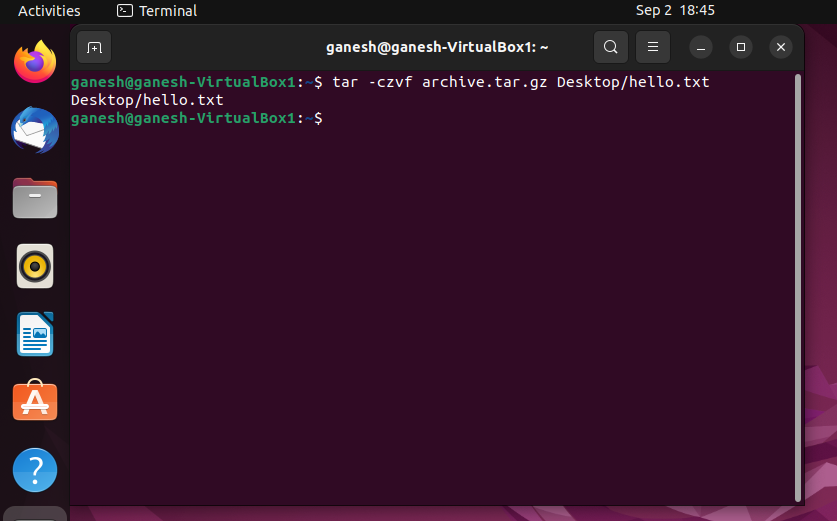 Activities Terminal Sep 2 18:45
ganesh@ganesh-VirtualBox1: ~
ganesh@ganesh-VirtualBox1:~$ tar -czvf archive.tar.gz Desktop/hello.txt
Desktop/hello.txt
ganesh@ganesh-VirtualBox1:~$